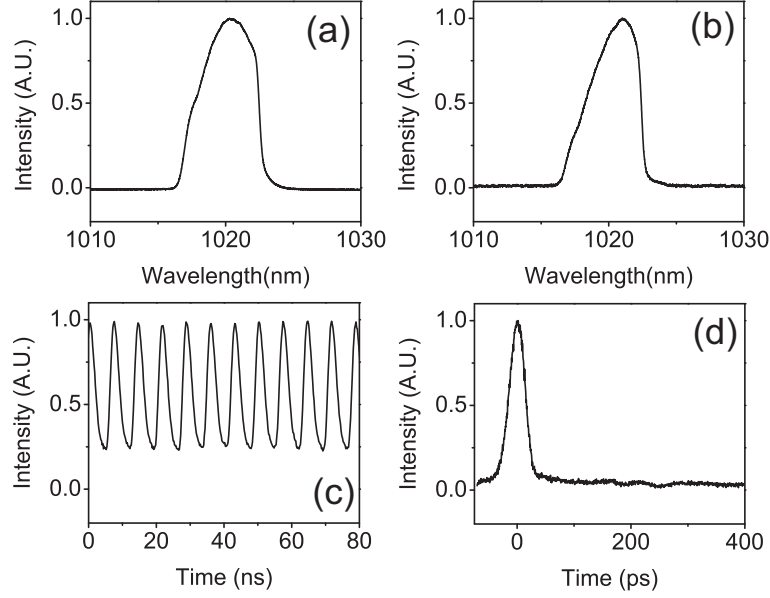 (a)
Intensity (A.U.)
1.0
0.5
0.0
1010
1020
1030
Wavelength(nm)
(b)
Intensity (A.U.)
1.0
0.5
0.0
1010
1020
1030
Wavelength(nm)
(c)
Intensity (A.U.)
1.0
0.5
0.0
0
20
40
60
80
Time (ns)
(d)
Intensity (A.U.)
1.0
0.5
0.0
0
200
400
Time (ps)